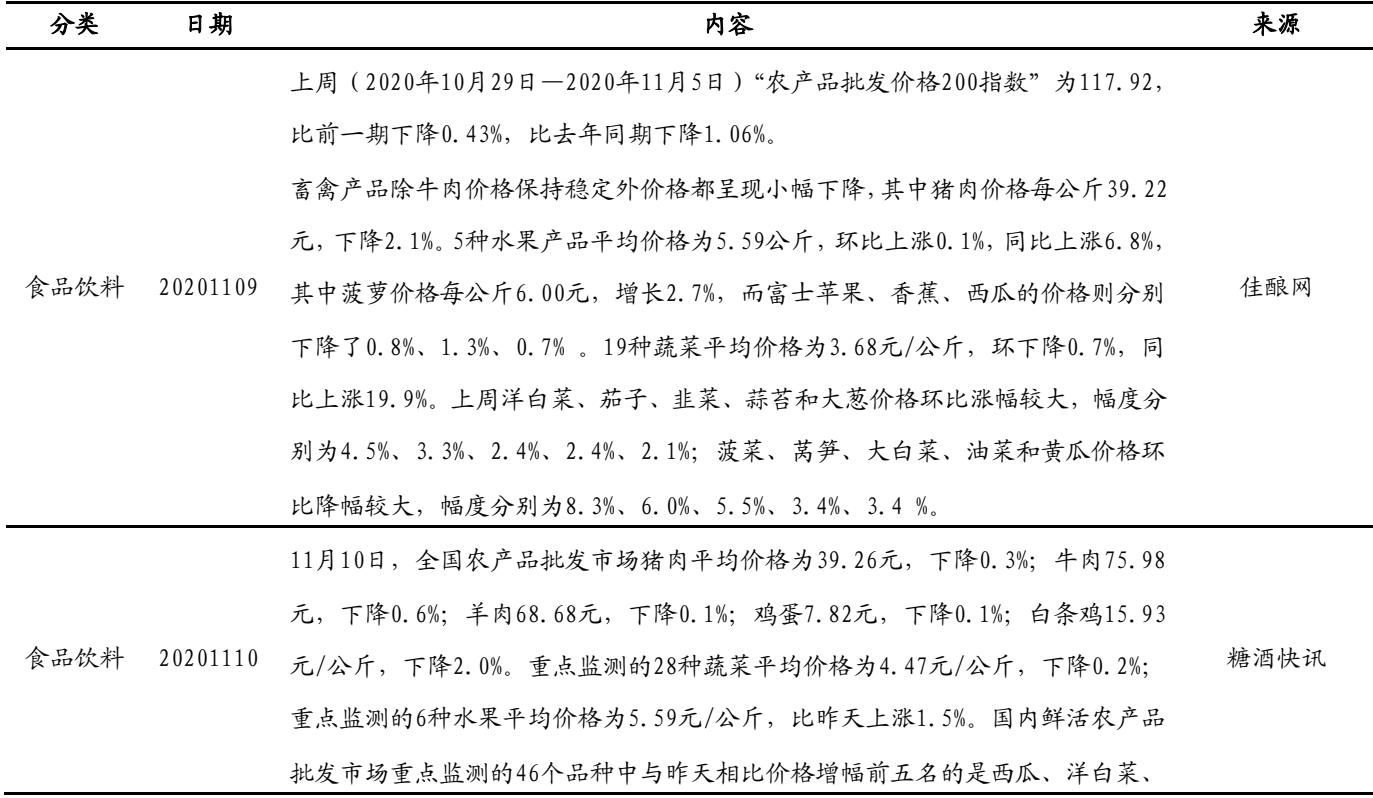 分类 日期 内容 来源
上周（2020年10月29日—2020年11月5日）“农产品批发价格200指数” 为117.92，
比前一期下降0.43%，比去年同期下降1.06%。
畜禽产品除牛肉价格保持稳定外价格都呈现小幅下降，其中猪肉价格每公斤39.22
元，下降2.1%。5种水果产品平均价格为5.59公斤，环比上涨0.1%，同比上涨6.8%，
食品饮料 20201109 其中菠萝价格每公斤6.00元，增长2.7%，而富士苹果、香蕉、西瓜的价格则分别 佳酿网
下降了0.8%、1.3%、0.7% 。19种蔬菜平均价格为3.68元/公斤，环下降0.7%，同
比上涨19.9%。上周洋白菜、茄子、韭菜、蒜苔和大葱价格环比涨幅较大，幅度分
别为4.5%、3.3%、2.4%、2.4%、2.1%；菠菜、莴笋、大白菜、油菜和黄瓜价格环
比降幅较大，幅度分别为8.3%、6.0%、5.5%、3.4%、3.4 %。
11月10日，全国农产品批发市场猪肉平均价格为39.26元，下降0.3%；牛肉75.98
元，下降0.6%；羊肉68.68元，下降0.1%；鸡蛋7.82元，下降0.1%；白条鸡15.93
食品饮料 20201110 元/公斤，下降2.0%。重点监测的28种蔬菜平均价格为4.47元/公斤，下降0.2%； 糖酒快讯
重点监测的6种水果平均价格为5.59元/公斤，比昨天上涨1.5%。国内鲜活农产品
批发市场重点监测的46个品种中与昨天相比价格增幅前五名的是西瓜、洋白菜、